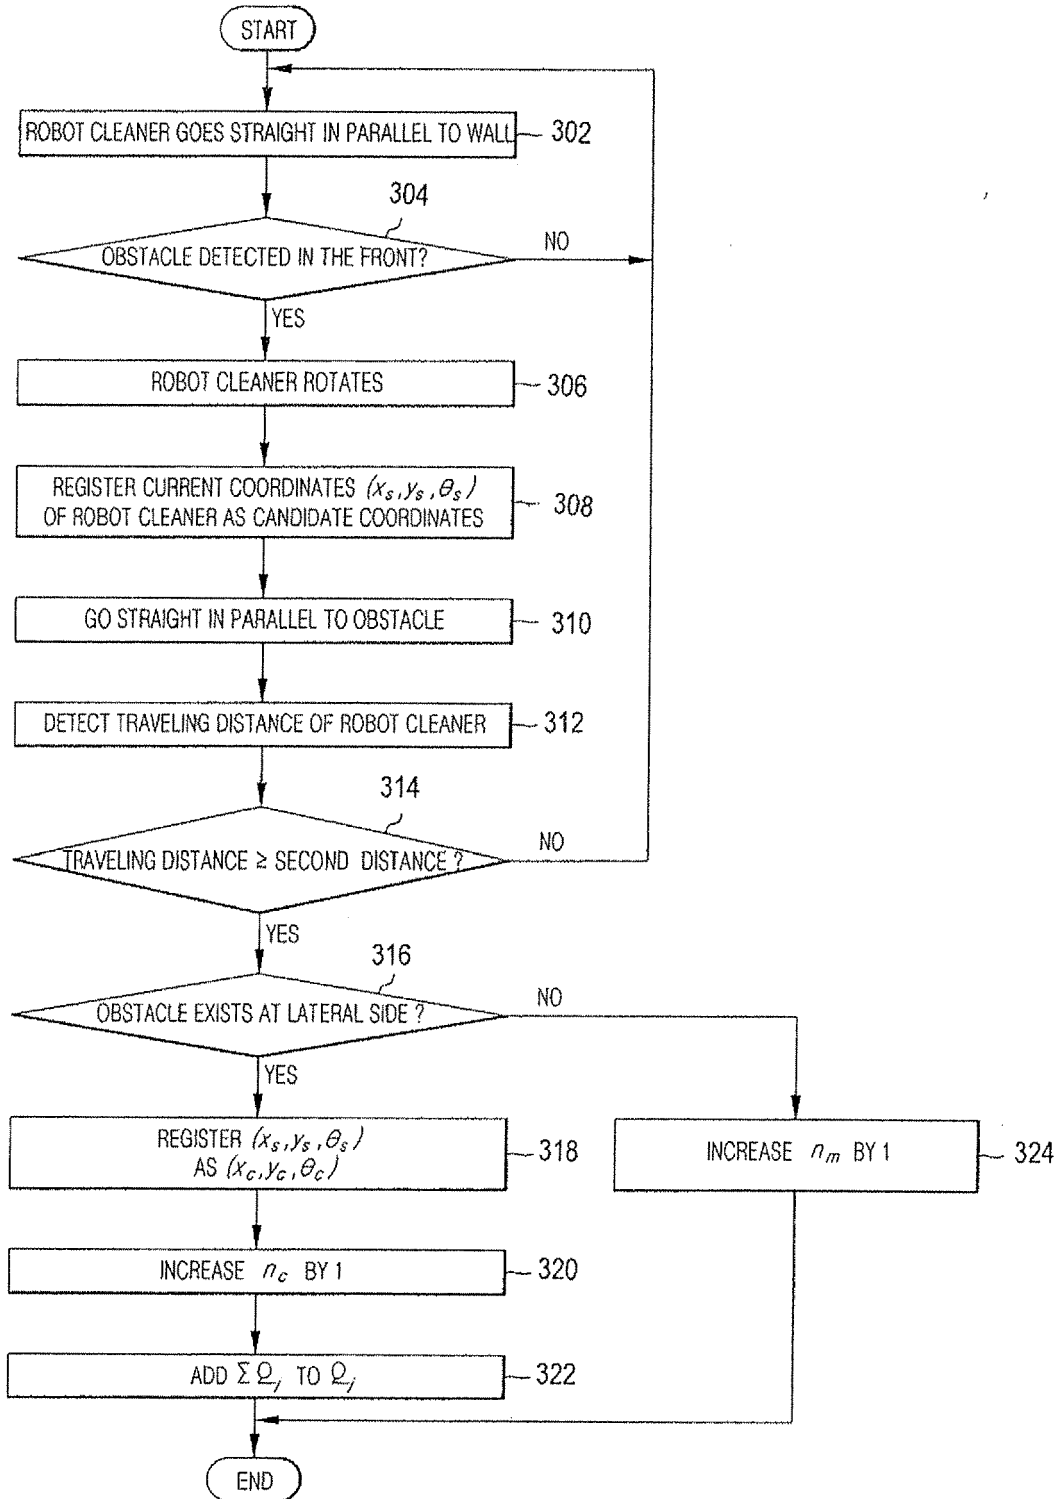 START
ROBOT CLEANER GOES STRAIGHT IN PARALLEL TO WALL
302
304
OBSTACLE DETECTED IN THE FRONT?
NO
YES
ROBOT CLEANER ROTATES
306
REGISTER CURRENT COORDINATES (xs,ys,θs)
OF ROBOT CLEANER AS CANDIDATE COORDINATES
308
GO STRAIGHT IN PARALLEL TO OBSTACLE
310
DETECT TRAVELING DISTANCE OF ROBOT CLEANER
312
314
TRAVELING DISTANCE ≥ SECOND DISTANCE ?
NO
YES
316
OBSTACLE EXISTS AT LATERAL SIDE ?
NO
YES
REGISTER (xs,ys,θs)
AS (xc,yc,θc)
318
INCREASE nm BY 1
324
INCREASE nc BY 1
320
ADD ΣΩj TO Ωj
322
END